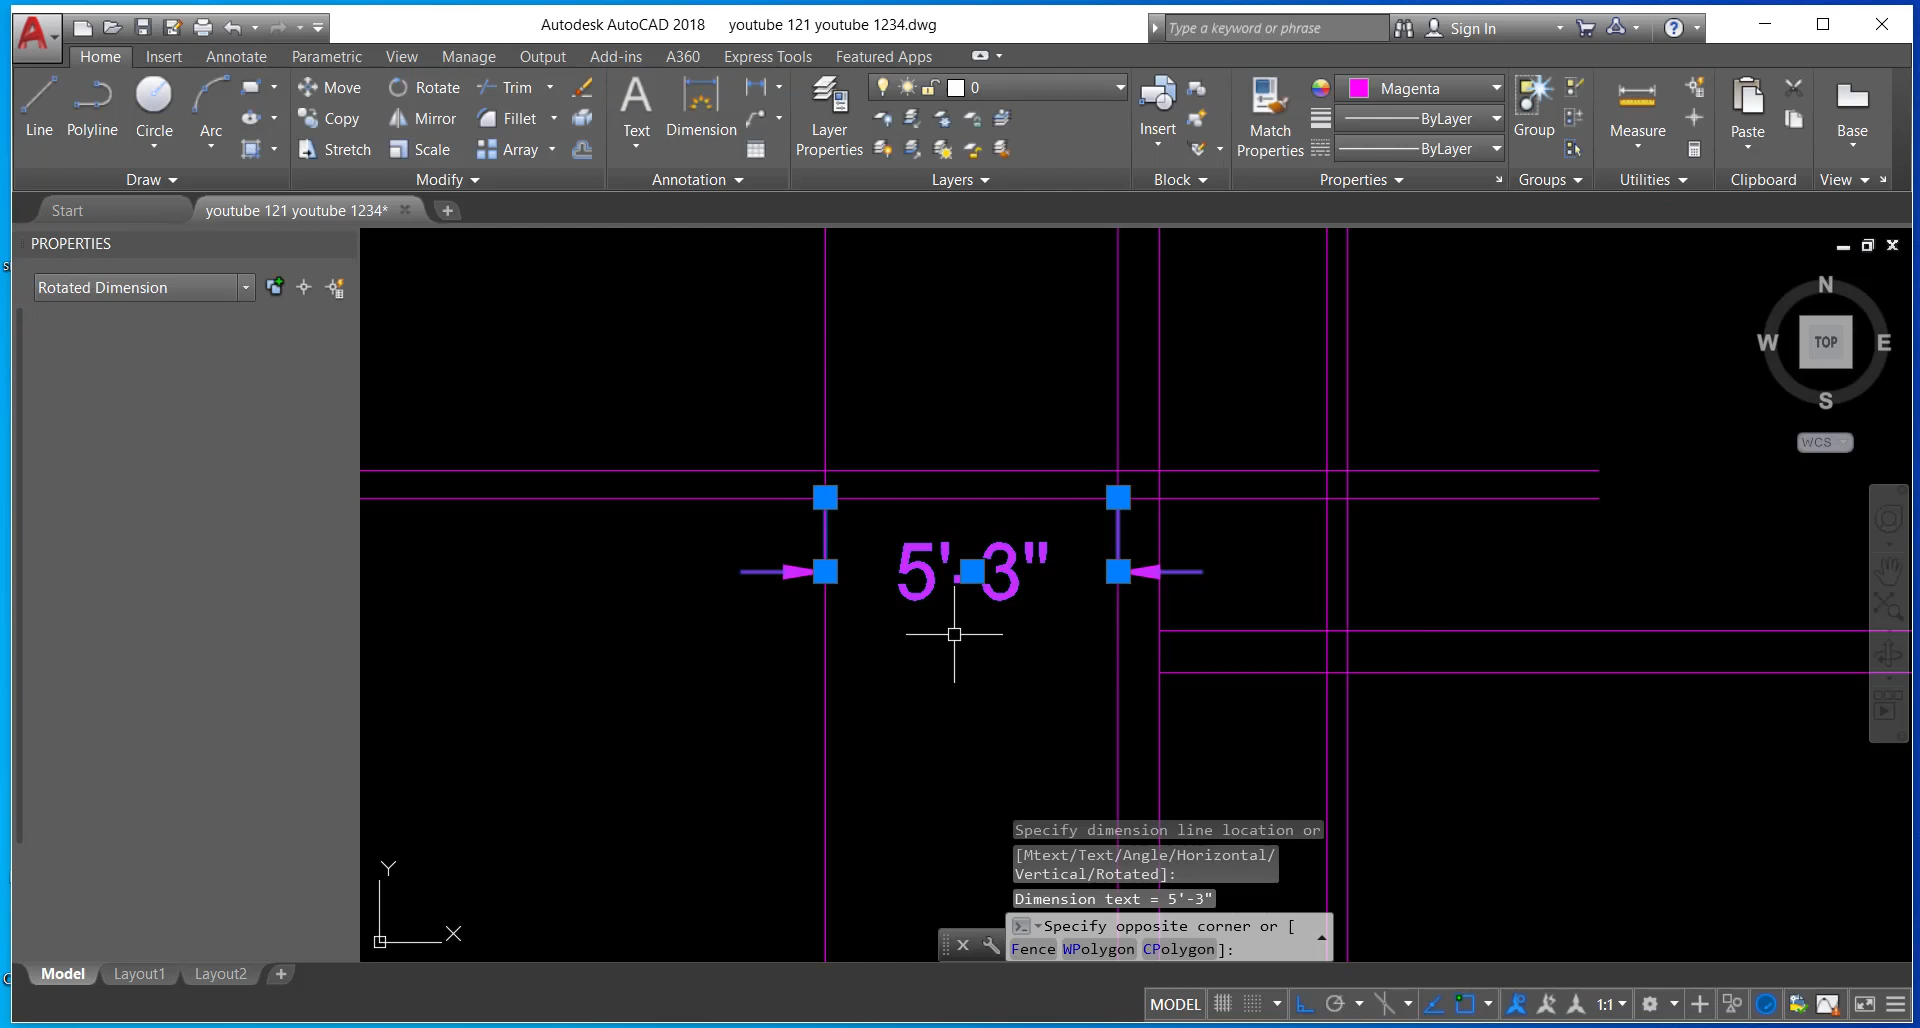 Autodesk AutoCAD 2018 youtube 121 youtube 1234.dwg
Type a keyword or phrase
Sign In
Home Insert Annotate Parametric View Manage Output Add-ins A360 Express Tools Featured Apps
Line Polyline Circle Arc
Draw
Move Rotate Trim
Copy Mirror Fillet
Stretch Scale Array
Modify
Text Dimension
Annotation
Layer Properties
0
Layers
Insert
Block
Match Properties
Magenta
ByLayer
ByLayer
Properties
Group
Groups
Measure
Utilities
Paste
Clipboard
Base
View
Start youtube 121 youtube 1234*
PROPERTIES
Rotated Dimension
N
W TOP E
S
WCS
5'-3"
Specify dimension line location or
[Mtext/Text/Angle/Horizontal/
Vertical/Rotated]:
Dimension text = 5'-3"
Specify opposite corner or [
Fence WPolygon CPolygon]:
Y
X
Model Layout1 Layout2
MODEL 1:1